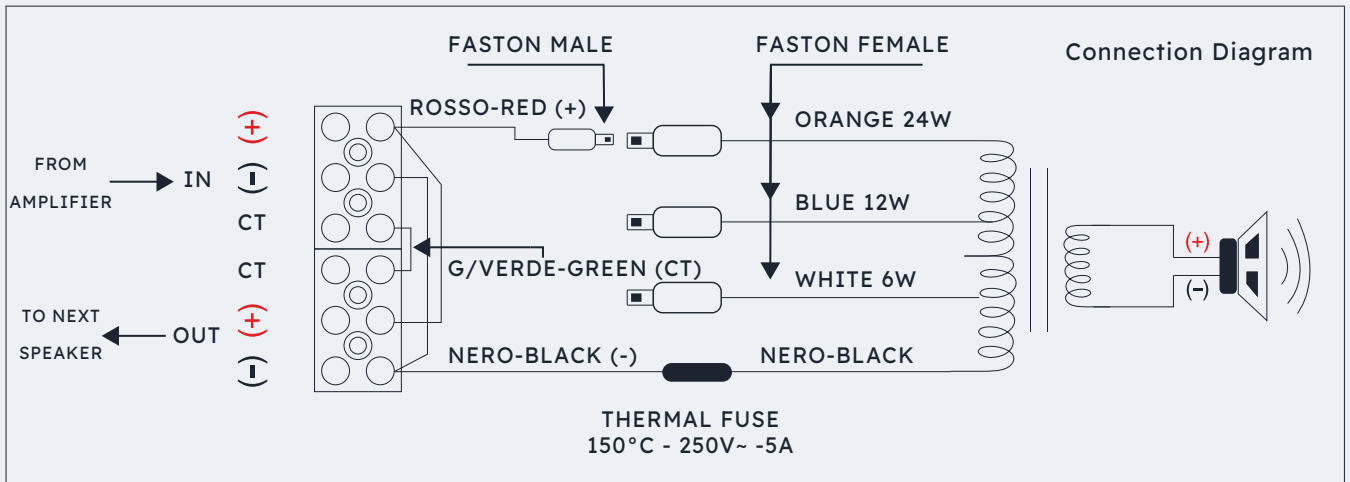 Connection Diagram
FASTON MALE
FASTON FEMALE
ROSSO-RED (+)
ORANGE 24W
(+)
FROM
AMPLIFIER
IN
(-)
CT
BLUE 12W
G/VERDE-GREEN (CT)
CT
WHITE 6W
(+)
(-)
TO NEXT
SPEAKER
OUT
(+)
(-)
NERO-BLACK (-)
NERO-BLACK
THERMAL FUSE
150°C - 250V~ -5A